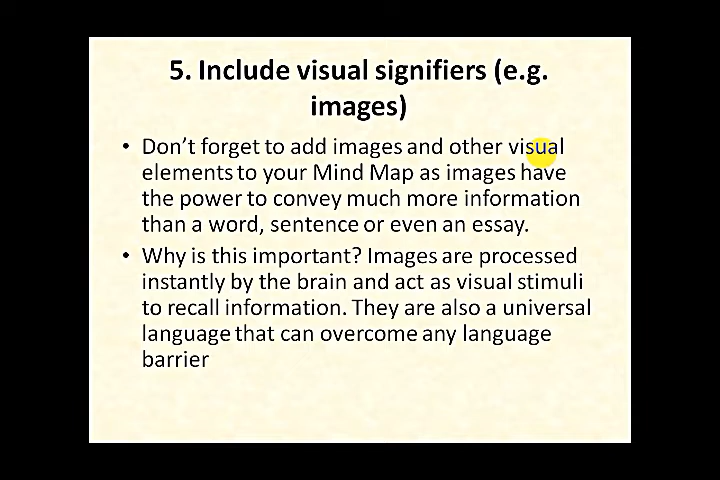 5. Include visual signifiers (e.g.
images)
• Don't forget to add images and other visual
elements to your Mind Map as images have
the power to convey much more information
than a word, sentence or even an essay.
• Why is this important? Images are processed
instantly by the brain and act as visual stimuli
to recall information. They are also a universal
language that can overcome any language
barrier